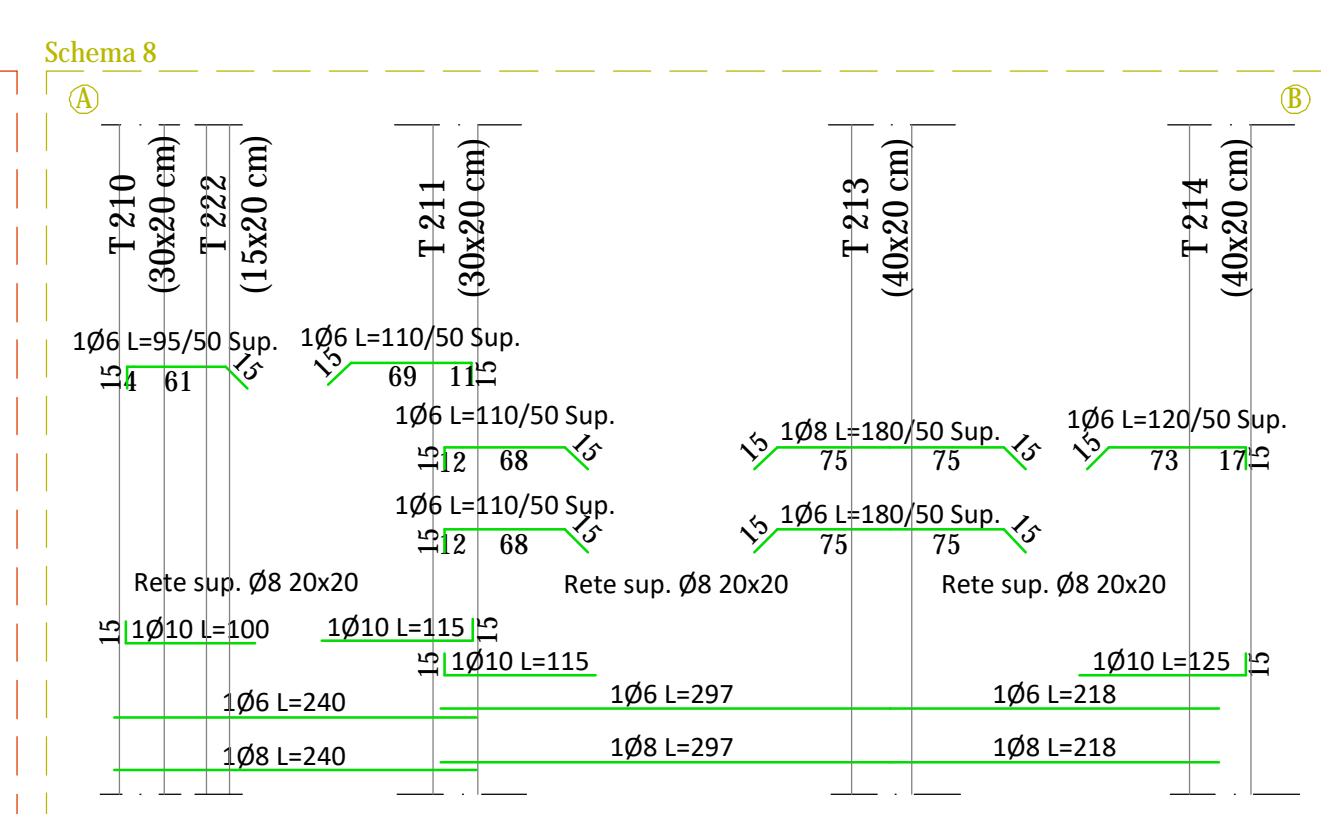 Schema 8
A
B
T 210
(30x20 cm)
T 222
(15x20 cm)
T 211
(30x20 cm)
T 213
(40x20 cm)
T 214
(40x20 cm)
1Ø6 L=95/50 Sup.
15
4 61
15
1Ø6 L=110/50 Sup.
15
69 11
15
1Ø6 L=110/50 Sup.
15
12 68
15
1Ø8 L=180/50 Sup.
15
75 75
15
1Ø6 L=120/50 Sup.
15
73 17
15
1Ø6 L=110/50 Sup.
15
12 68
15
1Ø6 L=180/50 Sup.
15
75 75
15
Rete sup. Ø8 20x20
Rete sup. Ø8 20x20
Rete sup. Ø8 20x20
15
1Ø10 L=100
1Ø10 L=115
15
15
1Ø10 L=115
1Ø10 L=125
15
1Ø6 L=240
1Ø6 L=297
1Ø6 L=218
1Ø8 L=240
1Ø8 L=297
1Ø8 L=218